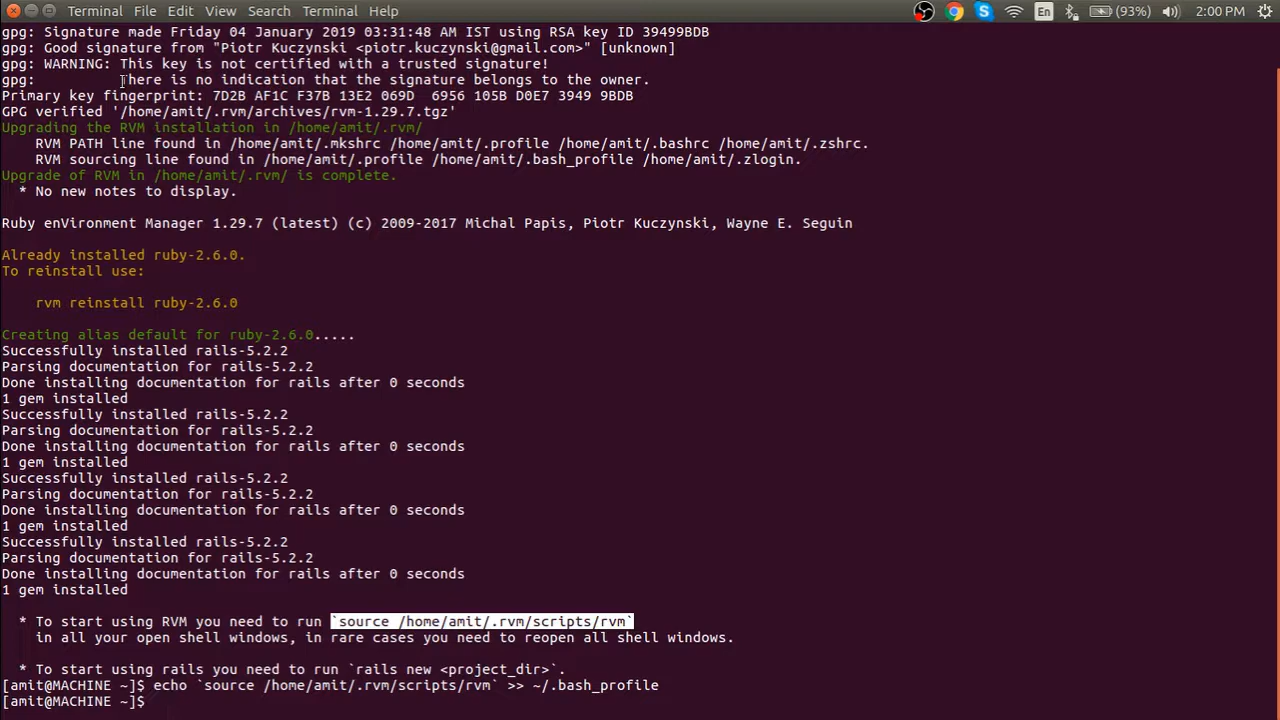 Terminal File Edit View Search Terminal Help En (93%) 2:00 PM
gpg: Signature made Friday 04 January 2019 03:31:48 AM IST using RSA key ID 39499BDB
gpg: Good signature from "Piotr Kuczynski <piotr.kuczynski@gmail.com>" [unknown]
gpg: WARNING: This key is not certified with a trusted signature!
gpg:          There is no indication that the signature belongs to the owner.
Primary key fingerprint: 7D2B AF1C F37B 13E2 069D  6956 105B D0E7 3949 9BDB
GPG verified '/home/amit/.rvm/archives/rvm-1.29.7.tgz'
Upgrading the RVM installation in /home/amit/.rvm/
    RVM PATH line found in /home/amit/.mkshrc /home/amit/.profile /home/amit/.bashrc /home/amit/.zshrc.
    RVM sourcing line found in /home/amit/.profile /home/amit/.bash_profile /home/amit/.zlogin.
Upgrade of RVM in /home/amit/.rvm/ is complete.
  * No new notes to display.
Ruby enVironment Manager 1.29.7 (latest) (c) 2009-2017 Michal Papis, Piotr Kuczynski, Wayne E. Seguin
Already installed ruby-2.6.0.
To reinstall use:
    rvm reinstall ruby-2.6.0
Creating alias default for ruby-2.6.0.....
Successfully installed rails-5.2.2
Parsing documentation for rails-5.2.2
Done installing documentation for rails after 0 seconds
1 gem installed
Successfully installed rails-5.2.2
Parsing documentation for rails-5.2.2
Done installing documentation for rails after 0 seconds
1 gem installed
Successfully installed rails-5.2.2
Parsing documentation for rails-5.2.2
Done installing documentation for rails after 0 seconds
1 gem installed
Successfully installed rails-5.2.2
Parsing documentation for rails-5.2.2
Done installing documentation for rails after 0 seconds
1 gem installed
  * To start using RVM you need to run `source /home/amit/.rvm/scripts/rvm`
    in all your open shell windows, in rare cases you need to reopen all shell windows.
  * To start using rails you need to run `rails new <project_dir>`.
[amit@MACHINE ~]$ echo `source /home/amit/.rvm/scripts/rvm` >> ~/.bash_profile
[amit@MACHINE ~]$